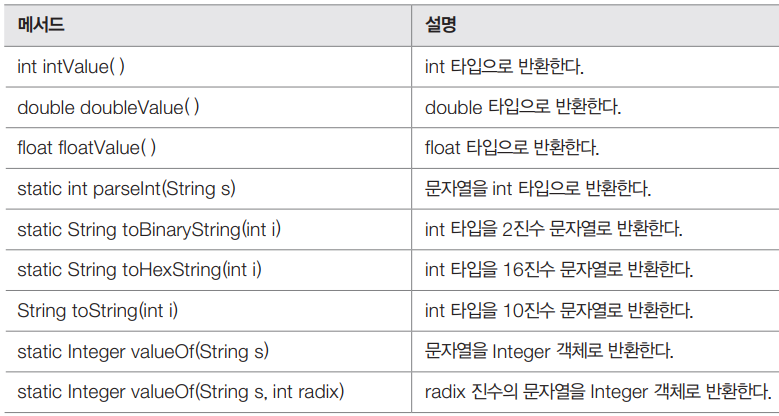 메서드 설명
int intValue( ) int 타입으로 반환한다.
double doubleValue( ) double 타입으로 반환한다.
float floatValue( ) float 타입으로 반환한다.
static int parseInt(String s) 문자열을 int 타입으로 반환한다.
static String toBinaryString(int i) int 타입을 2진수 문자열로 반환한다.
static String toHexString(int i) int 타입을 16진수 문자열로 반환한다.
String toString(int i) int 타입을 10진수 문자열로 반환한다.
static Integer valueOf(String s) 문자열을 Integer 객체로 반환한다.
static Integer valueOf(String s, int radix) radix 진수의 문자열을 Integer 객체로 반환한다.